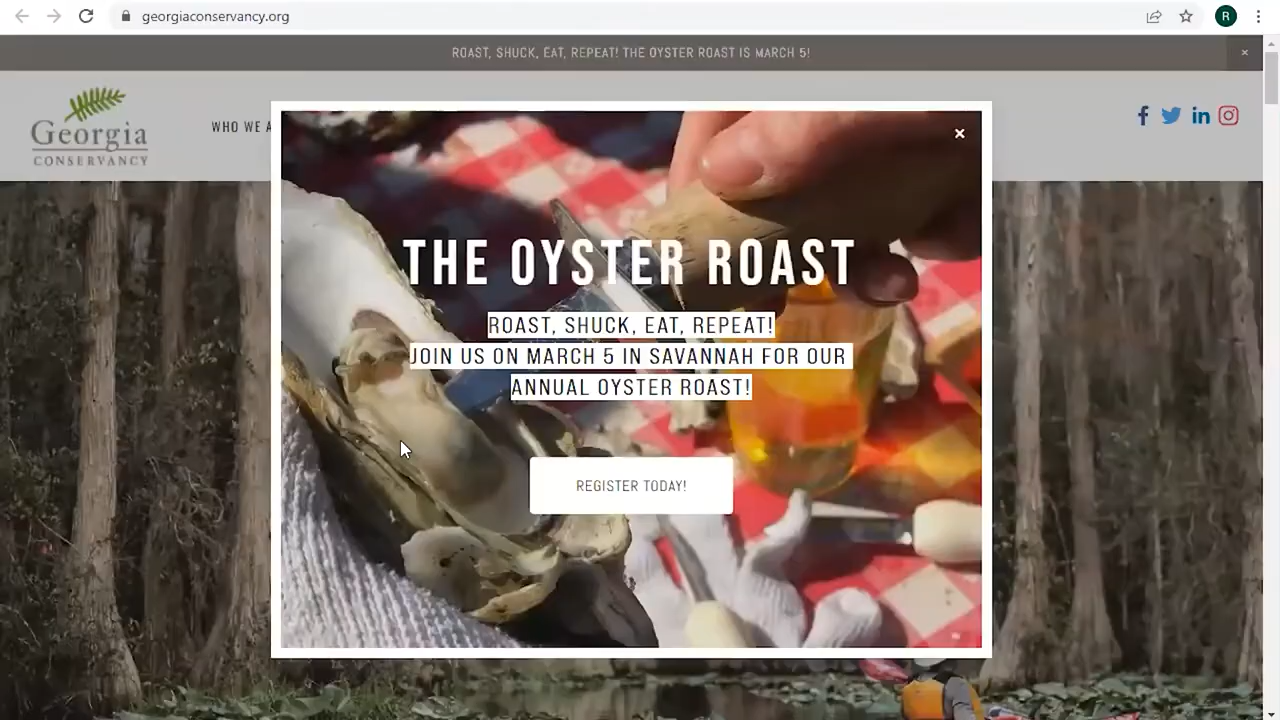 georgiaconservancy.org
R
ROAST, SHUCK, EAT, REPEAT! THE OYSTER ROAST IS MARCH 5!
Georgia
CONSERVANCY
WHO WE A
THE OYSTER ROAST
ROAST, SHUCK, EAT, REPEAT!
JOIN US ON MARCH 5 IN SAVANNAH FOR OUR
ANNUAL OYSTER ROAST!
REGISTER TODAY!